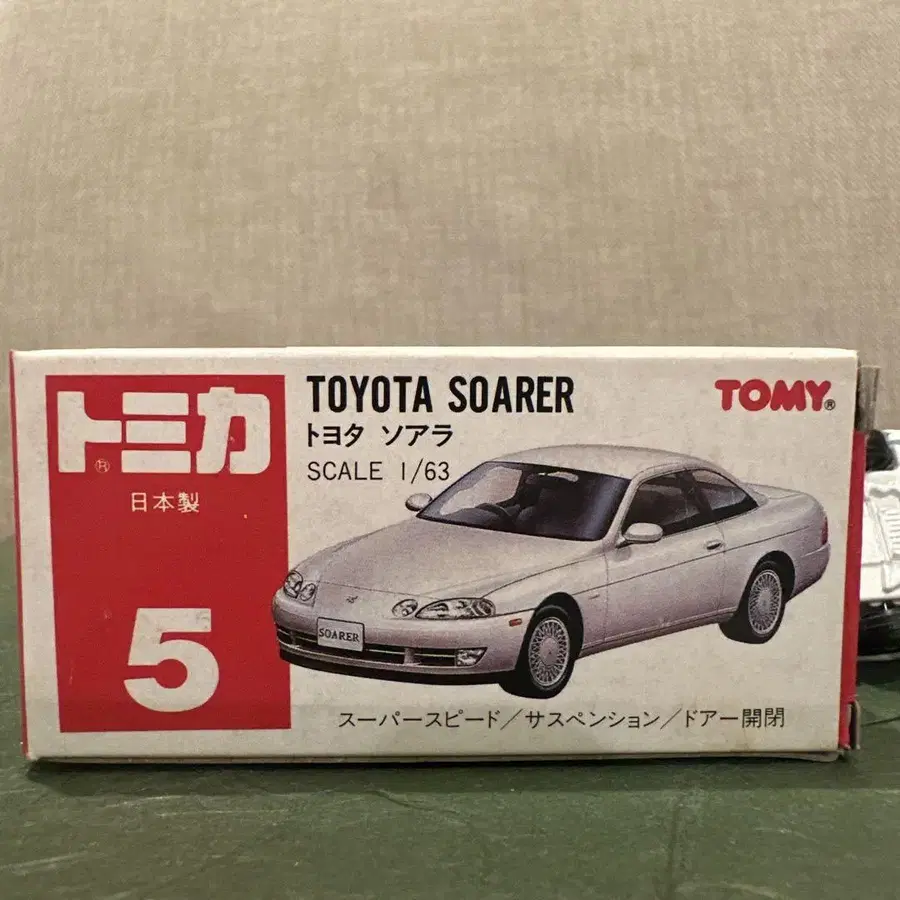 トミカ®
日本製
5
TOYOTA SOARER
トヨタ ソアラ
SCALE 1/63
TOMY®
SOARER
スーパースピード/サスペンション/ドアー開閉